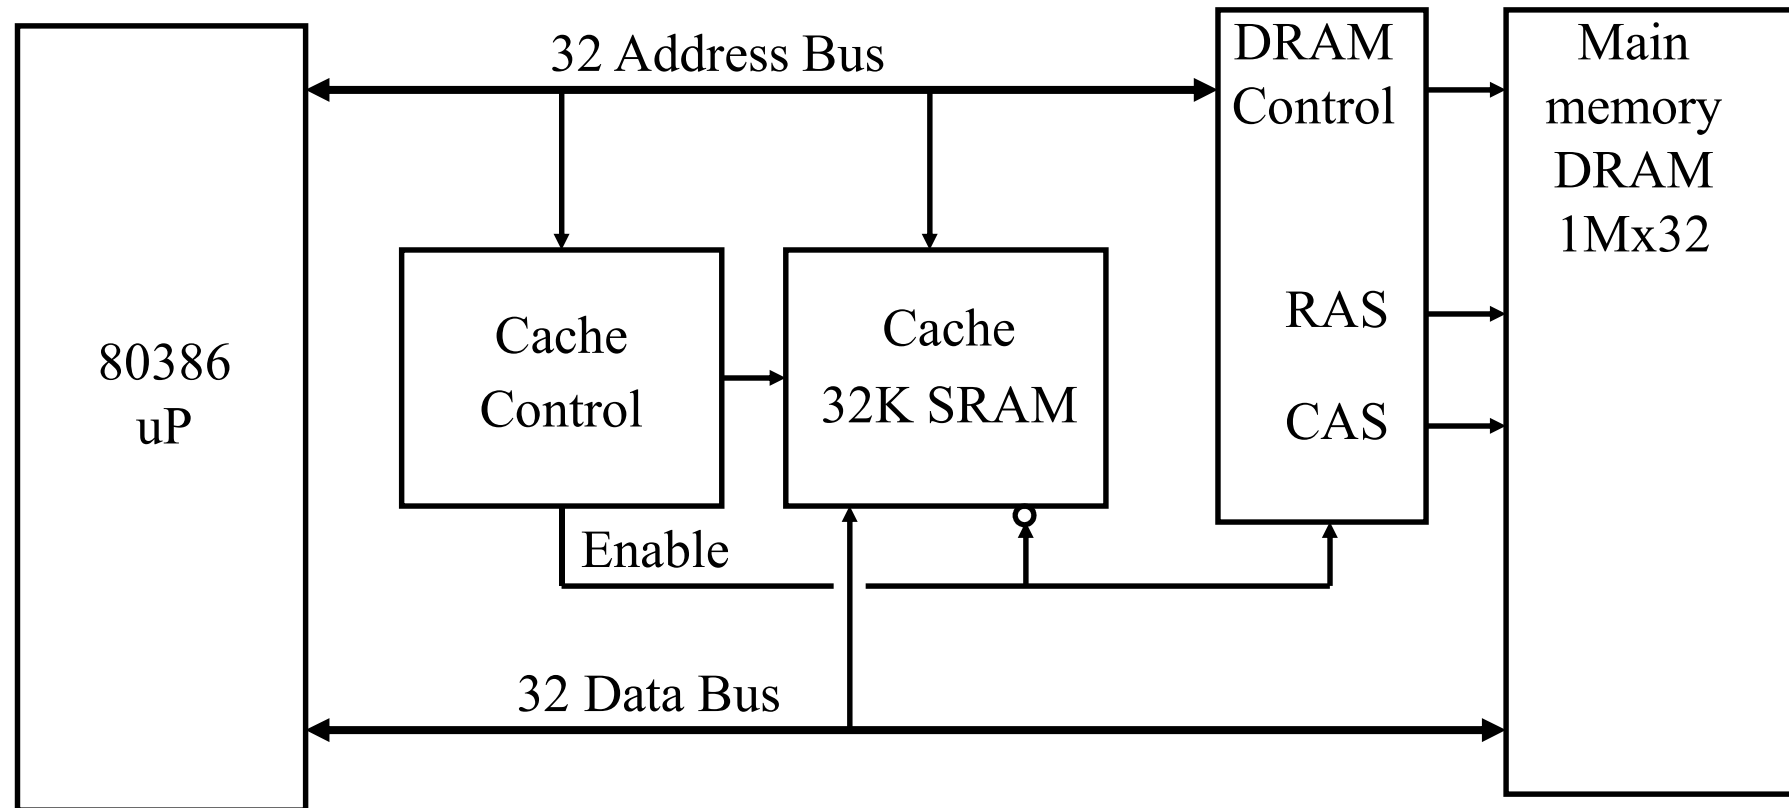 32 Address Bus
DRAM
Control
RAS
CAS
Main
memory
DRAM
1Mx32
80386
uP
Cache
Control
Cache
32K SRAM
Enable
32 Data Bus